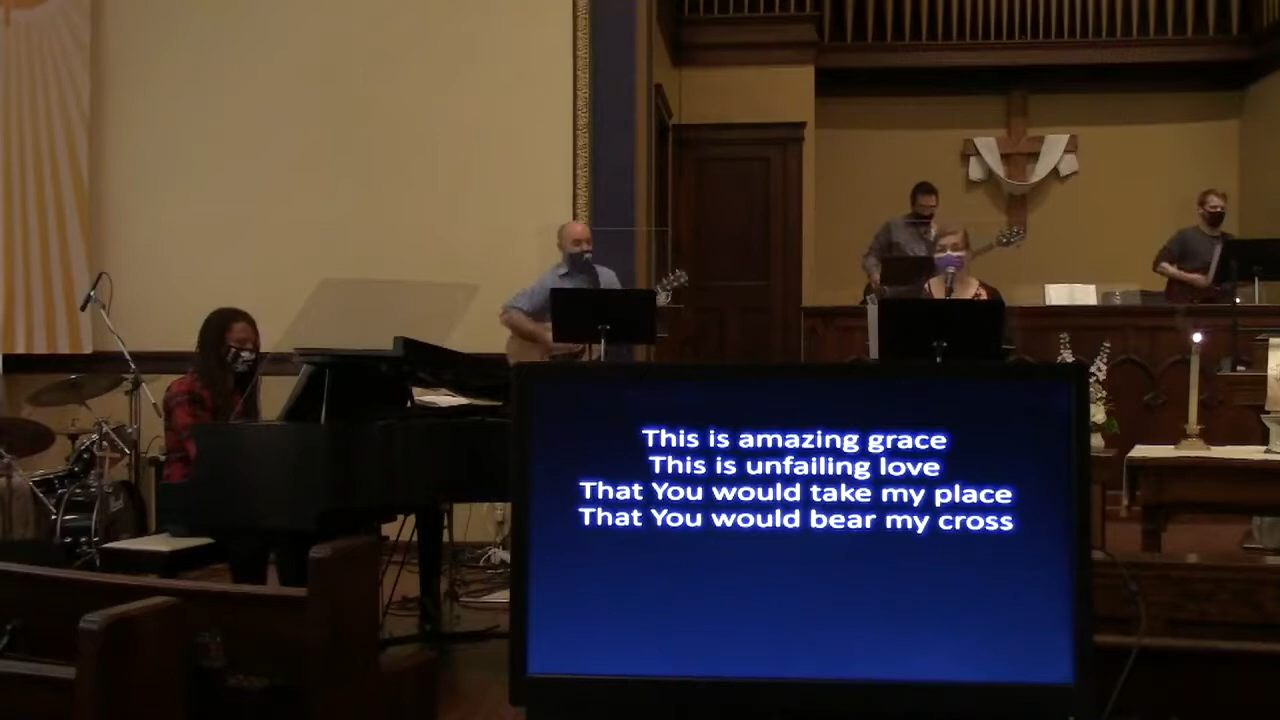 This is amazing grace
This is unfailing love
That You would take my place
That You would bear my cross